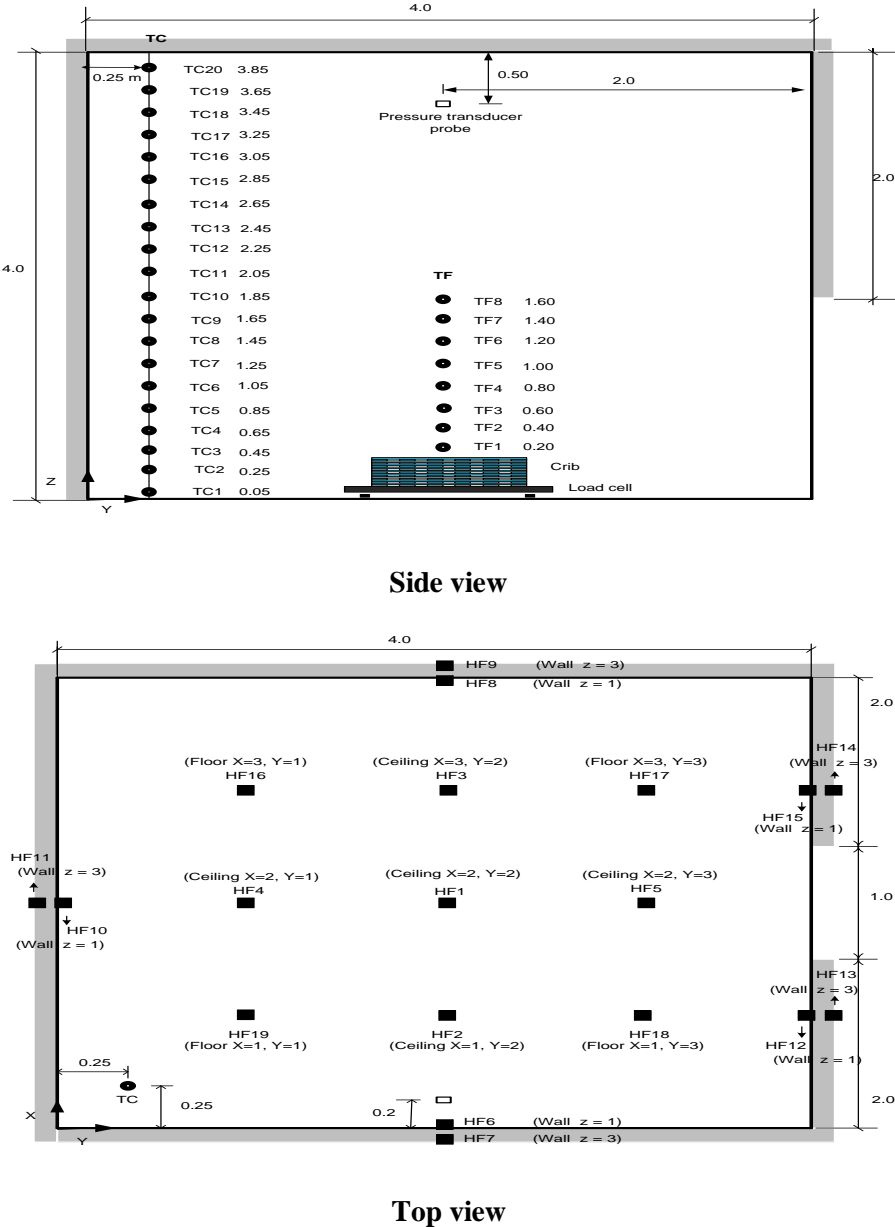 4.0
TC
0.25 m
TC20 3.85
TC19 3.65
TC18 3.45
TC17 3.25
TC16 3.05
TC15 2.85
TC14 2.65
TC13 2.45
TC12 2.25
TC11 2.05
TC10 1.85
TC9 1.65
TC8 1.45
TC7 1.25
TC6 1.05
TC5 0.85
TC4 0.65
TC3 0.45
TC2 0.25
TC1 0.05
0.50
2.0
Pressure transducer
probe
2.0
4.0
TF
TF8 1.60
TF7 1.40
TF6 1.20
TF5 1.00
TF4 0.80
TF3 0.60
TF2 0.40
TF1 0.20
Crib
Load cell
Z
Y
Side view
4.0
HF9 (Wall z = 3)
HF8 (Wall z = 1)
2.0
(Floor X=3, Y=1)
HF16
(Ceiling X=3, Y=2)
HF3
(Floor X=3, Y=3)
HF17
HF14
(Wall z = 3)
HF15
(Wall z = 1)
HF11
(Wall z = 3)
HF10
(Wall z = 1)
(Ceiling X=2, Y=1)
HF4
(Ceiling X=2, Y=2)
HF1
(Ceiling X=2, Y=3)
HF5
1.0
HF13
(Wall z = 3)
HF12
(Wall z = 1)
HF19
(Floor X=1, Y=1)
HF2
(Ceiling X=1, Y=2)
HF18
(Floor X=1, Y=3)
0.25
TC
0.25
0.2
2.0
X
Y
HF6 (Wall z = 1)
HF7 (Wall z = 3)
Top view